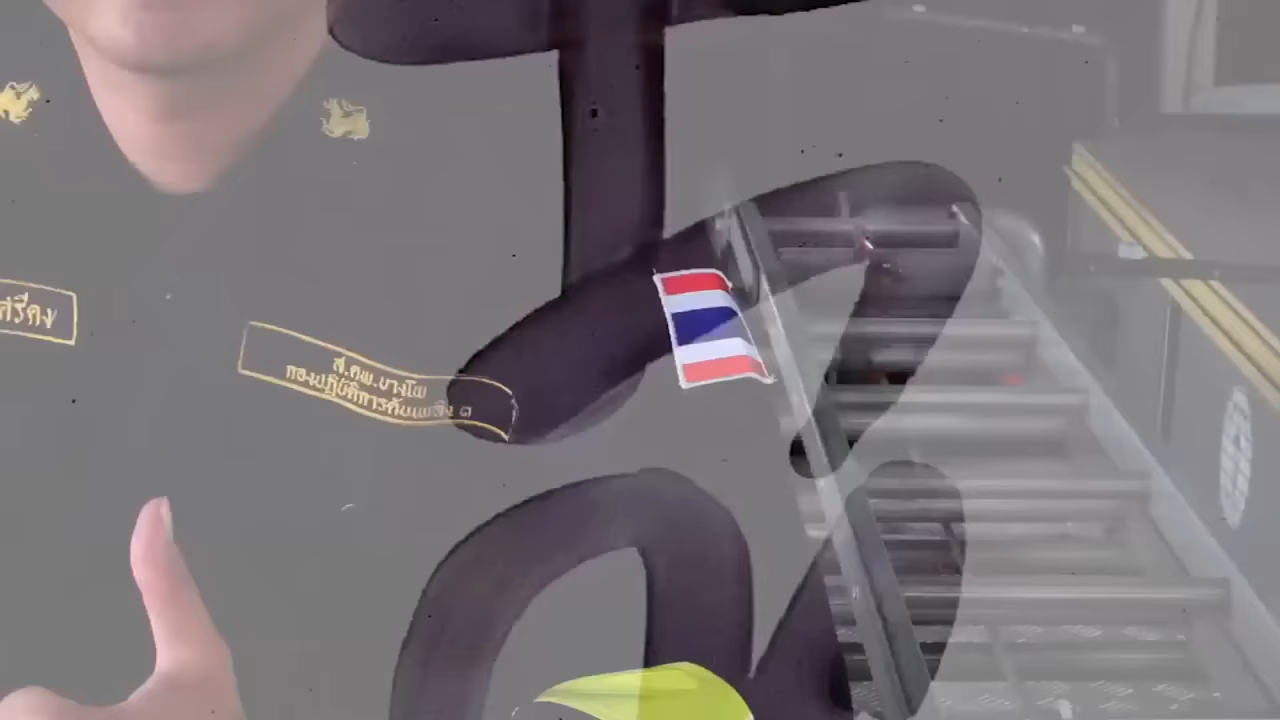 ศรีคง
ส.ดพ.บางโพ
กองปฏิบัติการดับเพลิง ๓